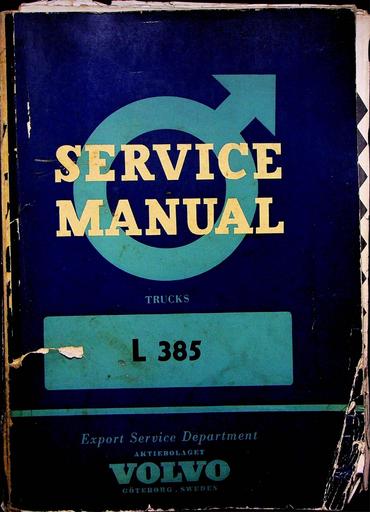 SERVICE
MANUAL
TRUCKS
L 385
Export Service Department
AKTIEBOLAGET
VOLVO
GÖTEBORG . SWEDEN